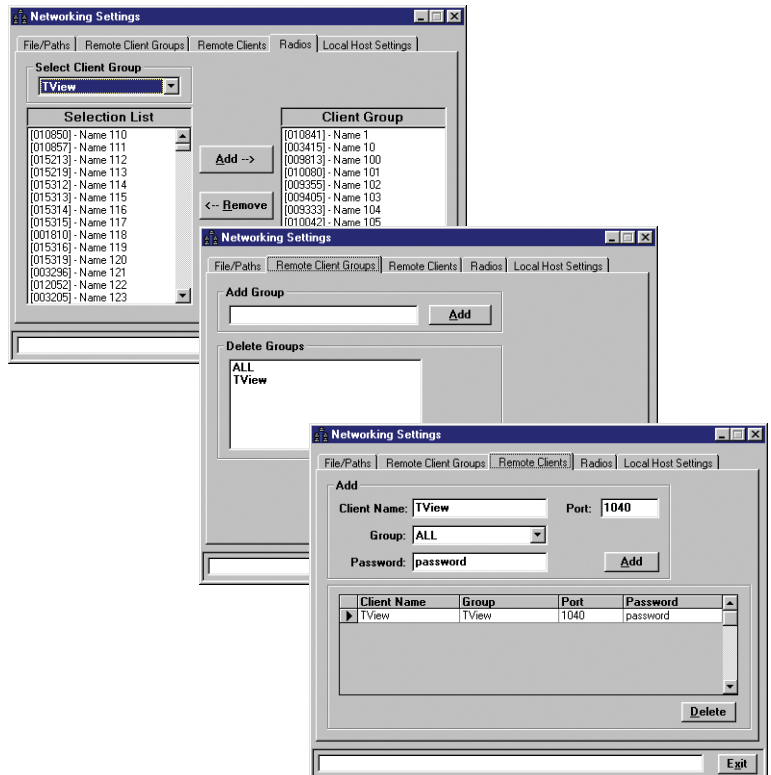 Networking Settings
File/Paths Remote Client Groups Remote Clients Radios Local Host Settings
Select Client Group
TView
Selection List
[010850] - Name 110
[010857] - Name 111
[015213] - Name 112
[015219] - Name 113
[015312] - Name 114
[015313] - Name 115
[015314] - Name 116
[015315] - Name 117
[001810] - Name 118
[015316] - Name 119
[015319] - Name 120
[003296] - Name 121
[012052] - Name 122
[003205] - Name 123
Add -->
<-- Remove
Client Group
[010841] - Name 1
[003415] - Name 10
[009813] - Name 100
[010080] - Name 101
[009355] - Name 102
[009405] - Name 103
[009333] - Name 104
[010042] - Name 105
Networking Settings
File/Paths Remote Client Groups Remote Clients Radios Local Host Settings
Add Group
Add
Delete Groups
ALL
TView
Networking Settings
File/Paths Remote Client Groups Remote Clients Radios Local Host Settings
Add
Client Name: TView Port: 1040
Group: ALL
Password: password Add
Client Name Group Port Password
TView TView 1040 password
Delete
Exit